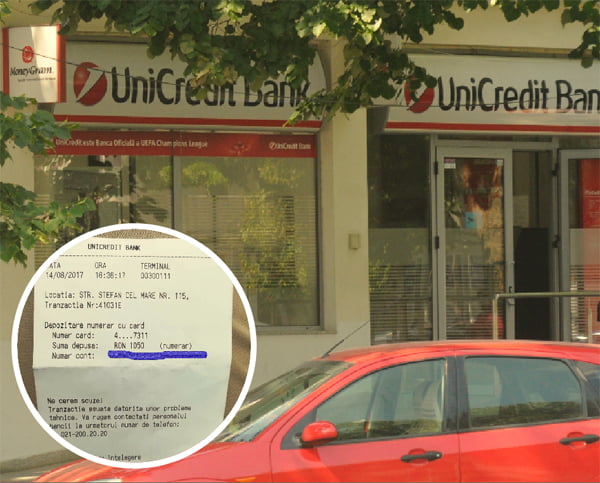 MoneyGram
UniCredit Bank
UniCredit Bank
UniCredit este Banca Oficială a UEFA Champions League
UniCredit Bank
UNICREDIT BANK
ATA ORA TERMINAL
14/08/2017 16:36:17 00300111
Locatia: STR. STEFAN CEL MARE NR. 115,
Tranzactia Nr:41031E
Depozitare numerar cu card
Numar card: 4....7311
Suma depusa: RON 1050 (numerar)
Numar cont:
Ne cerem scuze!
Tranzactie esuata datorita unor probleme
tehnice. Va rugam contactati personalul
bancii la urmatorul numar de telefon:
021-200.20.20
intelegere